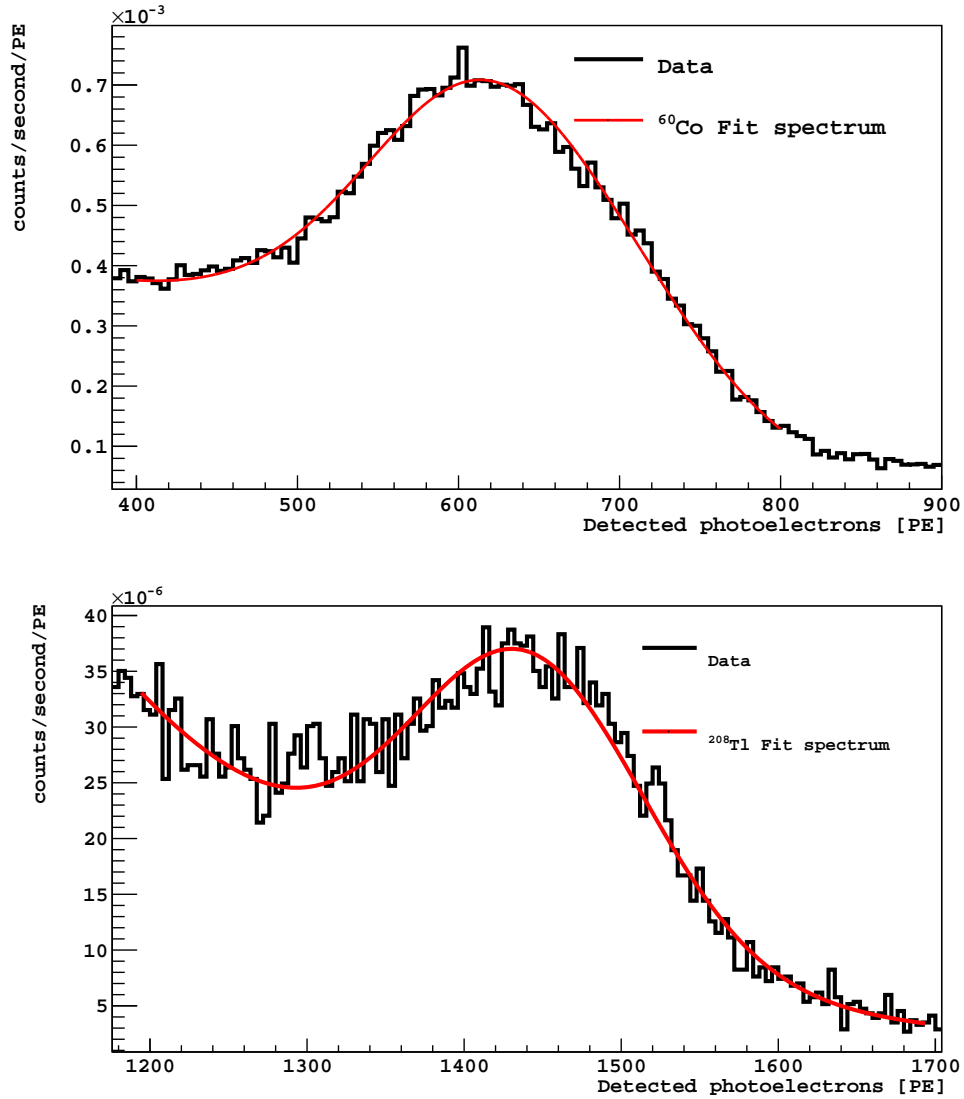 ×10⁻³
counts/second/PE
0.7
0.6
0.5
0.4
0.3
0.2
0.1
Data
⁶⁰Co Fit spectrum
400 500 600 700 800 900
Detected photoelectrons [PE]
×10⁻⁶
counts/second/PE
40
35
30
25
20
15
10
5
Data
²⁰⁸Tl Fit spectrum
1200 1300 1400 1500 1600 1700
Detected photoelectrons [PE]